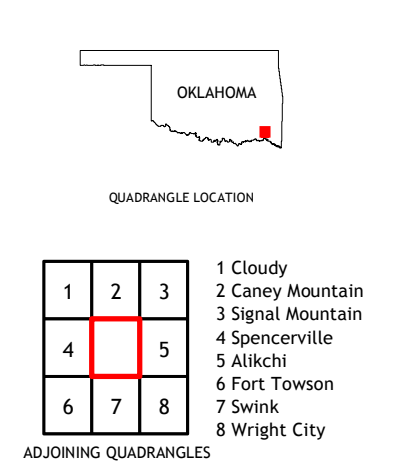 OKLAHOMA
QUADRANGLE LOCATION
1 2 3
4 5
6 7 8
ADJOINING QUADRANGLES
1 Cloudy
2 Caney Mountain
3 Signal Mountain
4 Spencerville
5 Alikchi
6 Fort Towson
7 Swink
8 Wright City